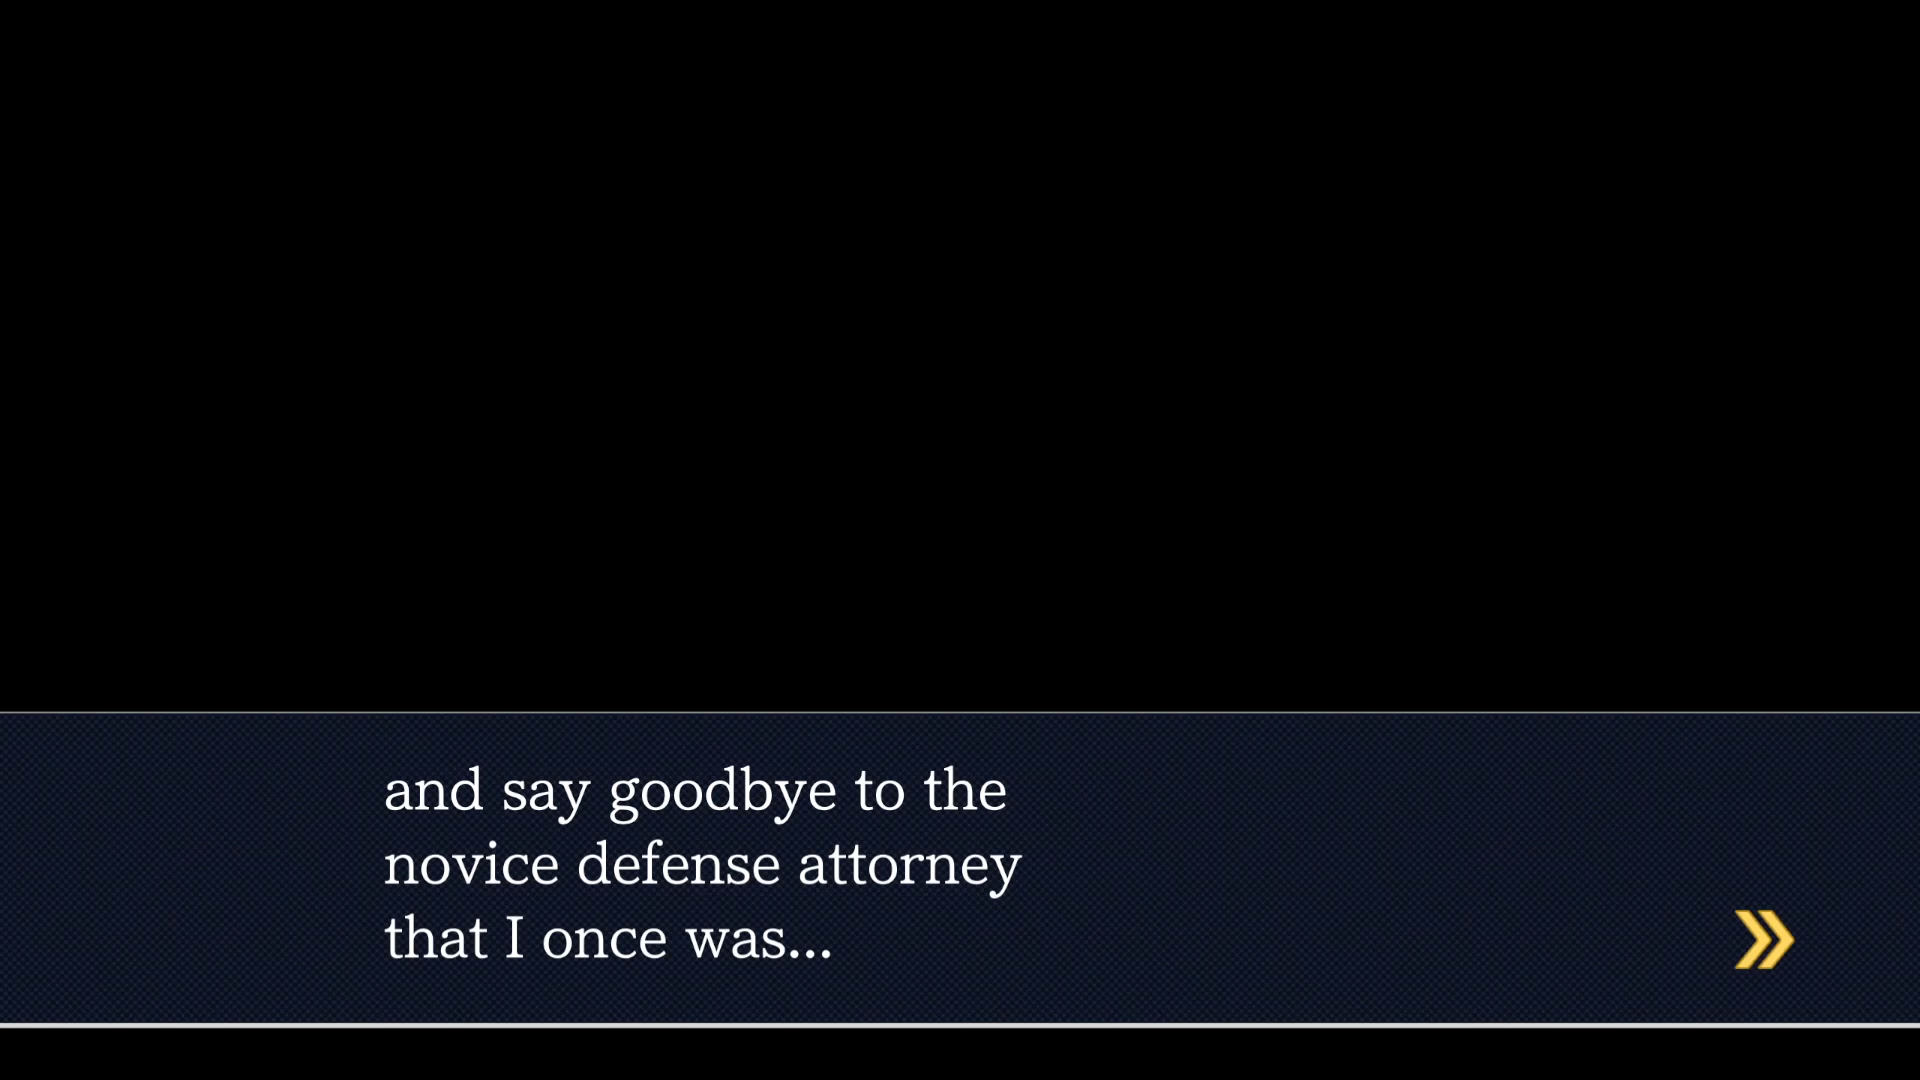 and say goodbye to the
novice defense attorney
that I once was...